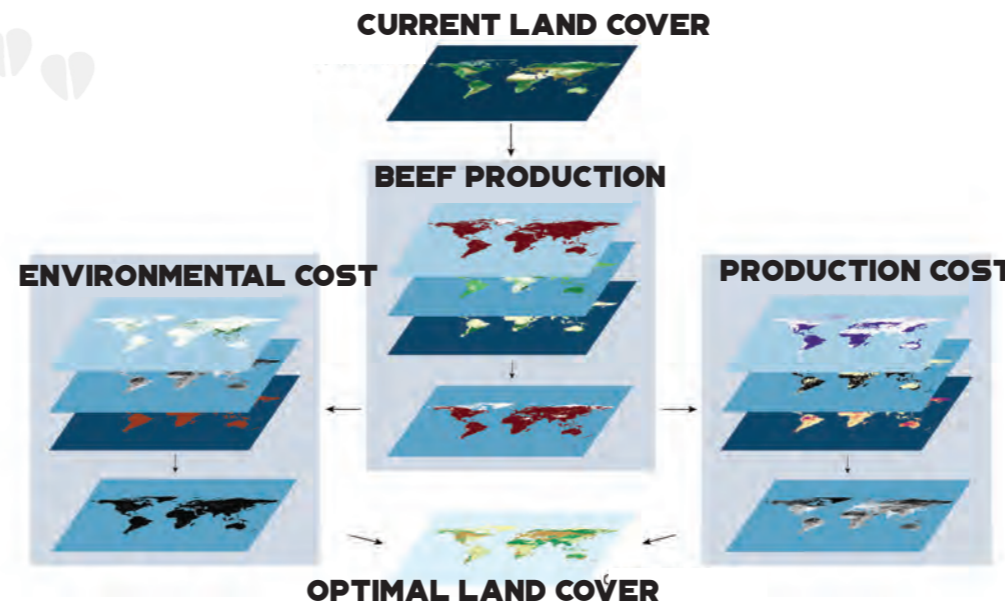 CURRENT LAND COVER
BEEF PRODUCTION
ENVIRONMENTAL COST
PRODUCTION COST
OPTIMAL LAND COVER